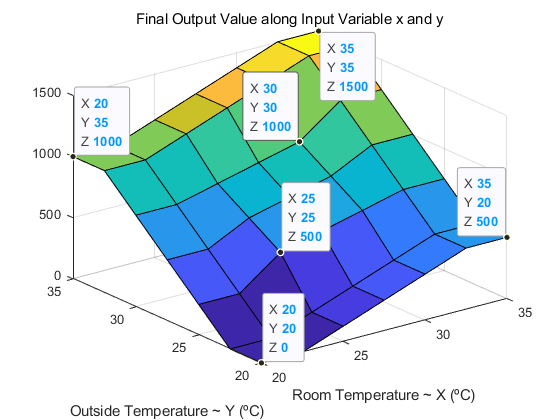 Final Output Value along Input Variable x and y
X 35
Y 35
Z 1500
X 30
Y 30
Z 1000
X 20
Y 35
Z 1000
X 35
Y 20
Z 500
X 25
Y 25
Z 500
X 20
Y 20
Z 0
1500
1000
500
0
35
30
25
20
20
25
30
35
Room Temperature ~ X (ºC)
Outside Temperature ~ Y (ºC)